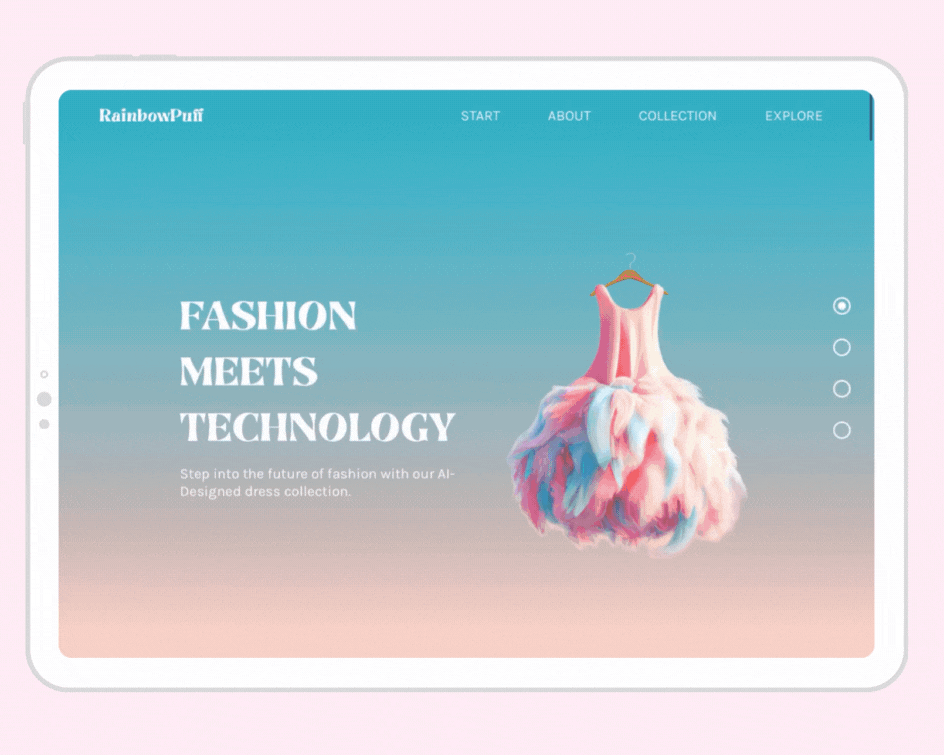 RainbowPuff
START ABOUT COLLECTION EXPLORE
FASHION
MEETS
TECHNOLOGY
Step into the future of fashion with our AI-
Designed dress collection.